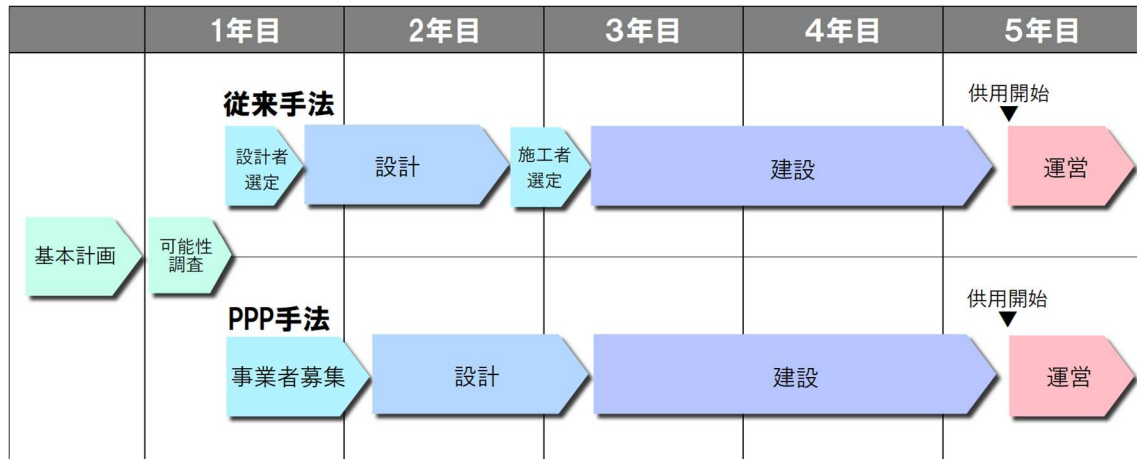 1年目
2年目
3年目
4年目
5年目
従来手法
供用開始
▼
設計者
選定
設計
施工者
選定
建設
運営
基本計画
可能性
調査
PPP手法
供用開始
▼
事業者募集
設計
建設
運営